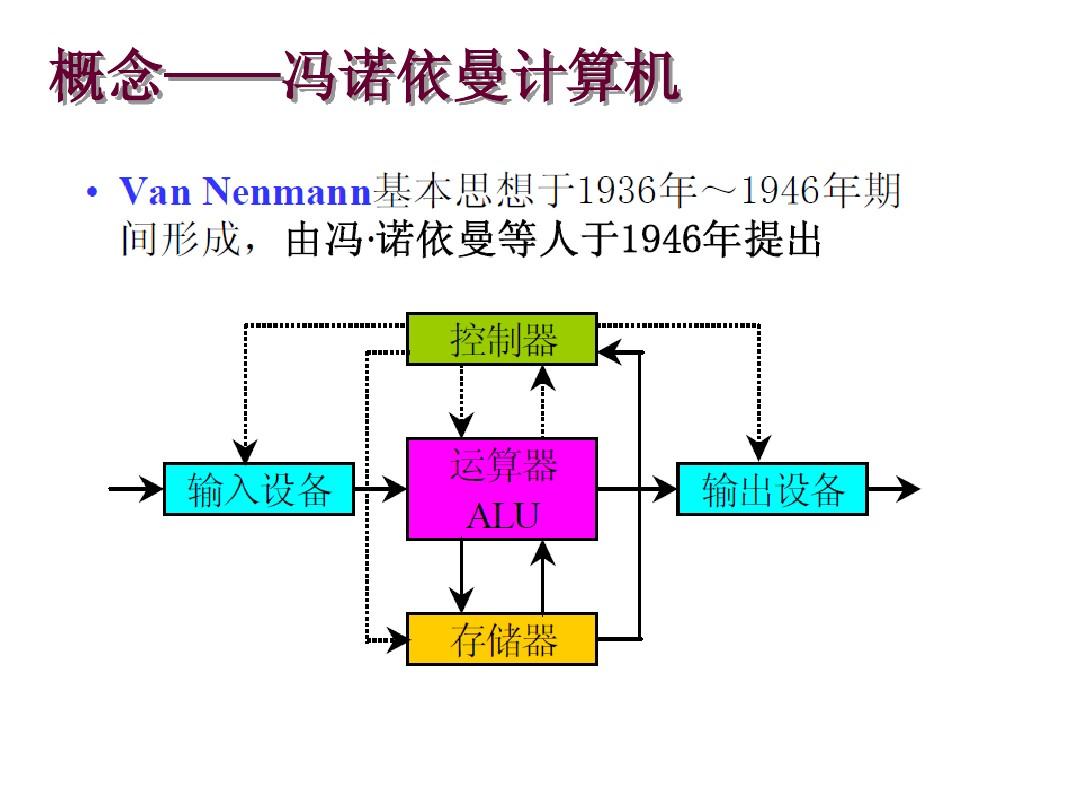 概念——冯诺依曼计算机
• Van Nenmann基本思想于1936年～1946年期
间形成，由冯·诺依曼等人于1946年提出
控制器
运算器
ALU
输入设备
输出设备
存储器